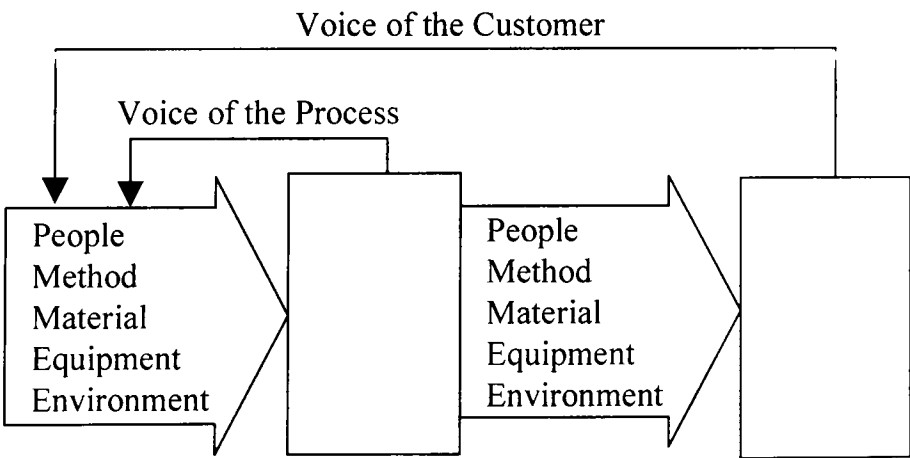 Voice of the Customer
Voice of the Process
People
Method
Material
Equipment
Environment
People
Method
Material
Equipment
Environment